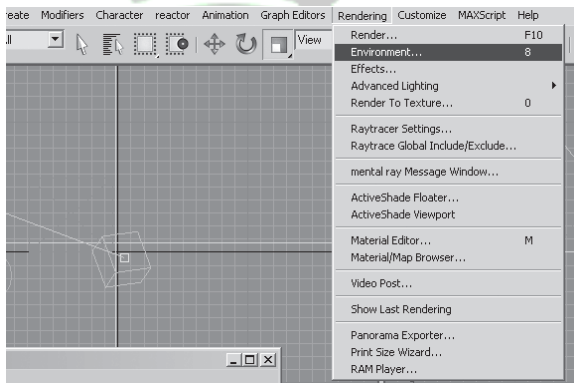 reate Modifiers Character reactor Animation Graph Editors Rendering Customize MAXScript Help
ll View
Render... F10
Environment... 8
Effects...
Advanced Lighting
Render To Texture... 0
Raytracer Settings...
Raytrace Global Include/Exclude...
mental ray Message Window...
ActiveShade Floater...
ActiveShade Viewport
Material Editor... M
Material/Map Browser...
Video Post...
Show Last Rendering
Panorama Exporter...
Print Size Wizard...
RAM Player...